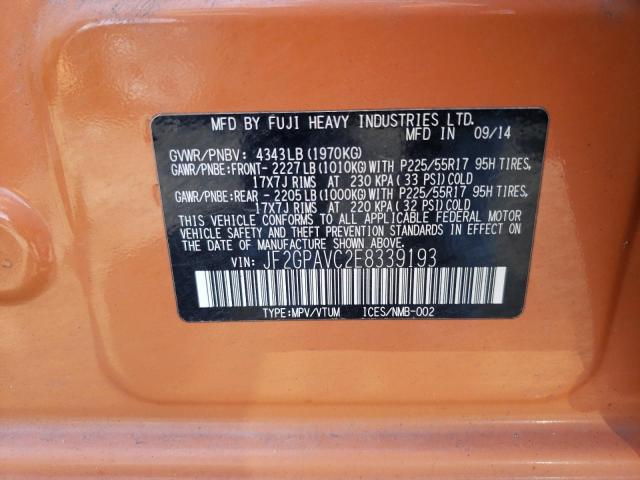 MFD BY FUJI HEAVY INDUSTRIES LTD.
MFD IN 09/14
GVWR/PNBV: 4343LB(1970KG)
GAWR/PNBE:FRONT- 2227LB(1010KG)WITH P225/55R17 95H TIRES,
17X7J RIMS AT 230 KPA( 33 PSI)COLD
GAWR/PNBE:REAR - 2205LB(1000KG)WITH P225/55R17 95H TIRES,
17X7J RIMS AT 220 KPA( 32 PSI)COLD
THIS VEHICLE CONFORMS TO ALL APPLICABLE FEDERAL MOTOR
VEHICLE SAFETY AND THEFT PREVENTION STANDARDS IN EFFECT
ON THE DATE OF MANUFACTURE SHOWN ABOVE.
VIN: JF2GPAVC2E8339193
TYPE:MPV/VTUM ICES/NMB-002